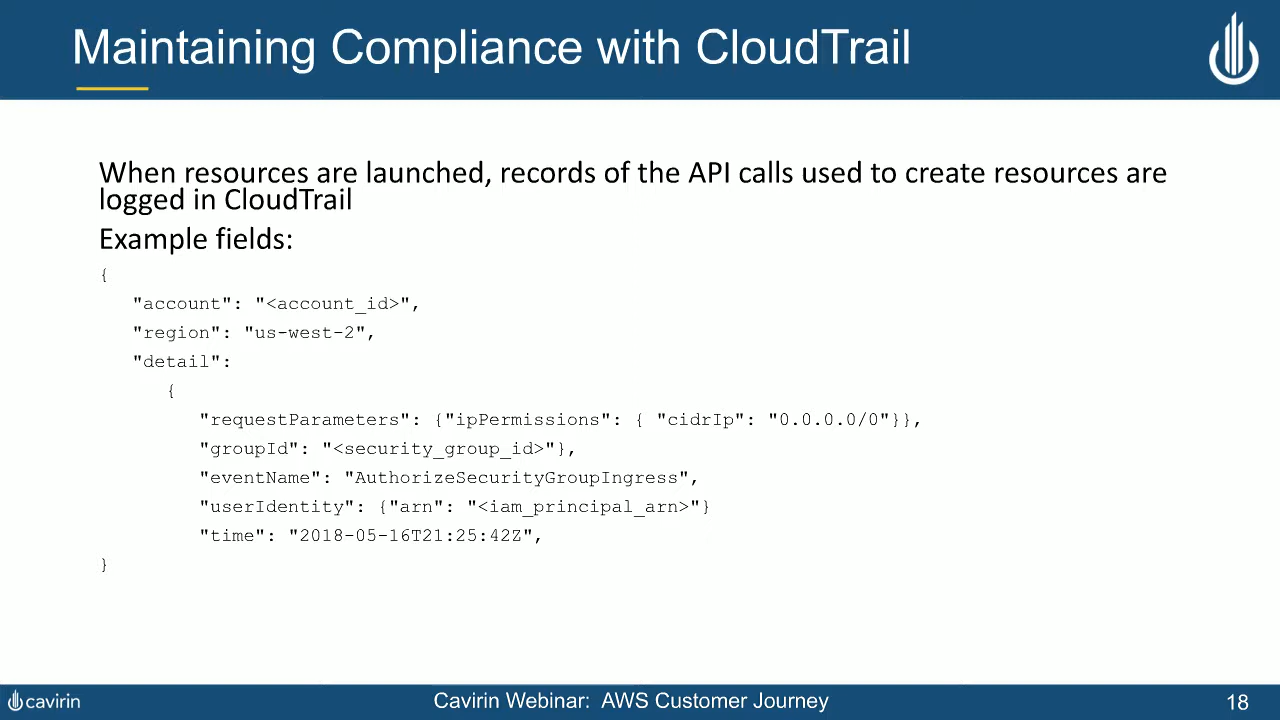 Maintaining Compliance with CloudTrail
When resources are launched, records of the API calls used to create resources are
logged in CloudTrail
Example fields:
{
"account": "<account_id>",
"region": "us-west-2",
"detail":
{
"requestParameters": {"ipPermissions": { "cidrIp": "0.0.0.0/0"}},
"groupId": "<security_group_id>"},
"eventName": "AuthorizeSecurityGroupIngress",
"userIdentity": {"arn": "<iam_principal_arn>"}
"time": "2018-05-16T21:25:42Z",
}
cavirin
Cavirin Webinar: AWS Customer Journey
18